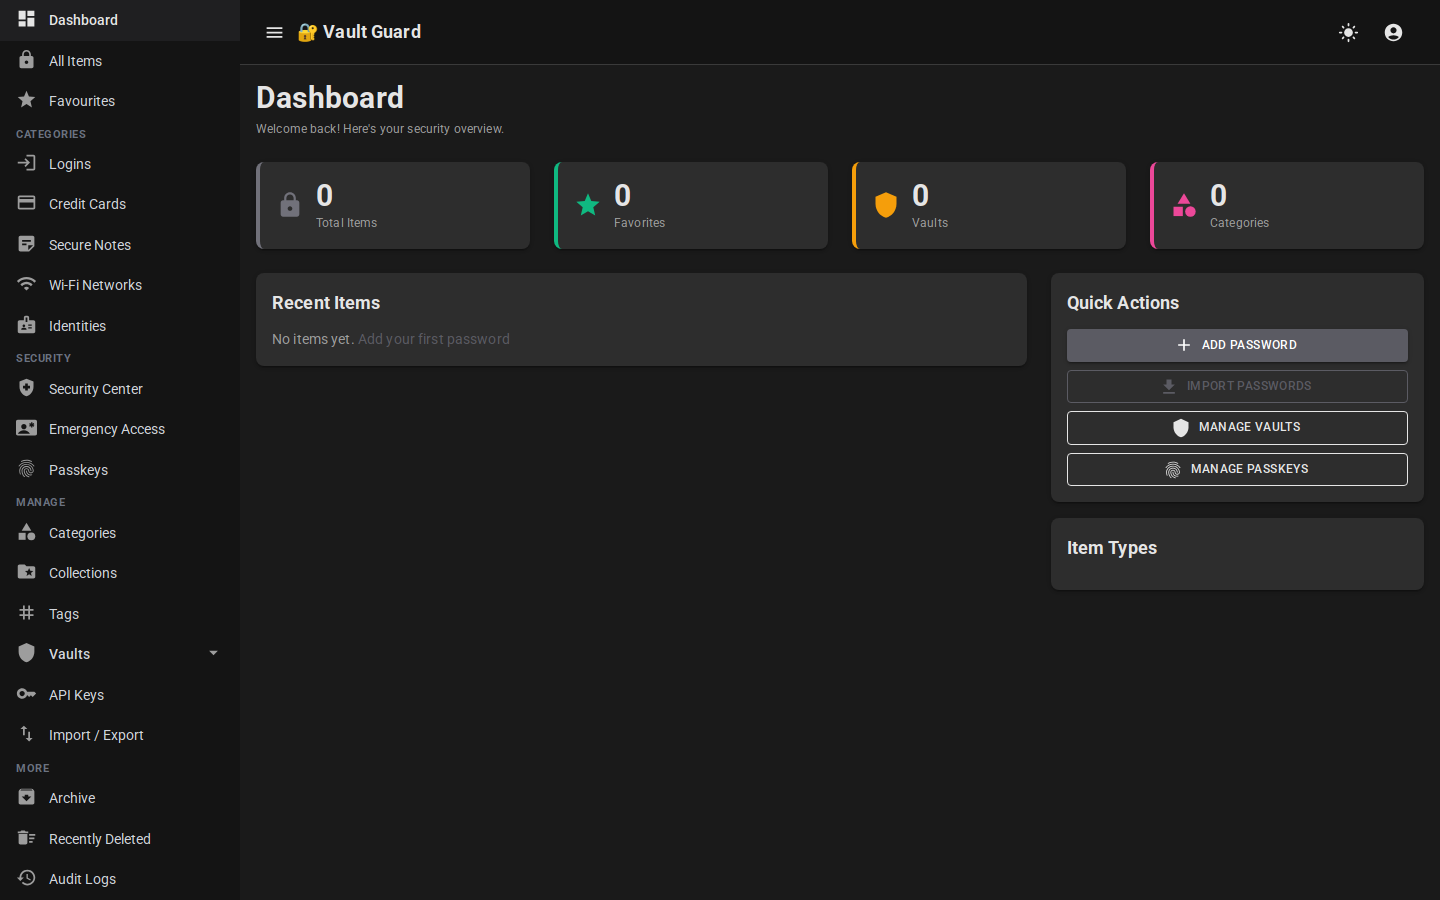 Dashboard
All Items
Favourites
CATEGORIES
Logins
Credit Cards
Secure Notes
Wi-Fi Networks
Identities
SECURITY
Security Center
Emergency Access
Passkeys
MANAGE
Categories
Collections
Tags
Vaults
API Keys
Import / Export
MORE
Archive
Recently Deleted
Audit Logs
Vault Guard
Dashboard
Welcome back! Here's your security overview.
0
Total Items
0
Favorites
0
Vaults
0
Categories
Recent Items
No items yet. Add your first password
Quick Actions
ADD PASSWORD
IMPORT PASSWORDS
MANAGE VAULTS
MANAGE PASSKEYS
Item Types